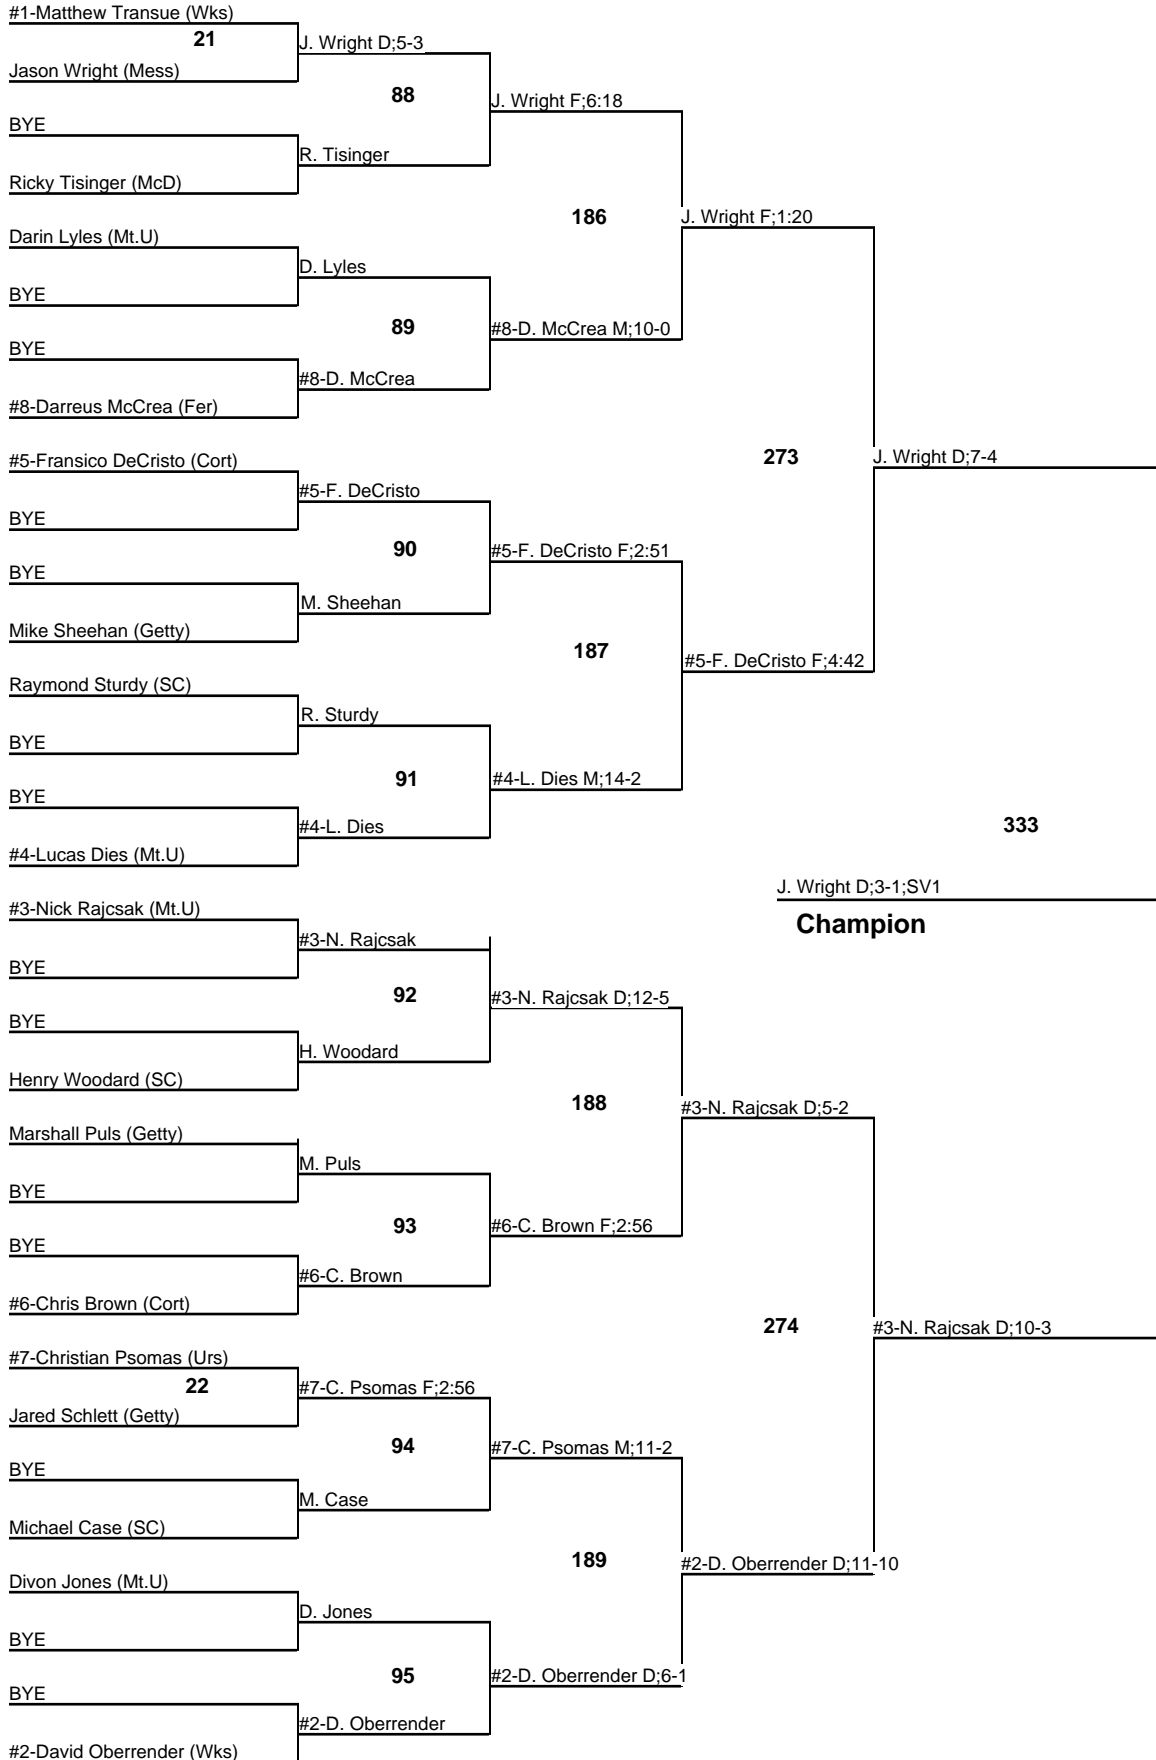 #1-Matthew Transue (Wks)
21
J. Wright D;5-3
Jason Wright (Mess)
88
J. Wright F;6:18
BYE
R. Tisinger
Ricky Tisinger (McD)
186
J. Wright F;1:20
Darin Lyles (Mt.U)
D. Lyles
BYE
89
#8-D. McCrea M;10-0
BYE
#8-D. McCrea
#8-Darreus McCrea (Fer)
273
J. Wright D;7-4
#5-Fransico DeCristo (Cort)
#5-F. DeCristo
BYE
90
#5-F. DeCristo F;2:51
BYE
M. Sheehan
Mike Sheehan (Getty)
187
#5-F. DeCristo F;4:42
Raymond Sturdy (SC)
R. Sturdy
BYE
91
#4-L. Dies M;14-2
BYE
#4-L. Dies
333
#4-Lucas Dies (Mt.U)
J. Wright D;3-1;SV1
Champion
#3-Nick Rajcsak (Mt.U)
#3-N. Rajcsak
BYE
92
#3-N. Rajcsak D;12-5
BYE
H. Woodard
Henry Woodard (SC)
188
#3-N. Rajcsak D;5-2
Marshall Puls (Getty)
M. Puls
BYE
93
#6-C. Brown F;2:56
BYE
#6-C. Brown
#6-Chris Brown (Cort)
274
#3-N. Rajcsak D;10-3
#7-Christian Psomas (Urs)
22
#7-C. Psomas F;2:56
Jared Schlett (Getty)
94
#7-C. Psomas M;11-2
BYE
M. Case
Michael Case (SC)
189
#2-D. Oberrender D;11-10
Divon Jones (Mt.U)
D. Jones
BYE
95
#2-D. Oberrender D;6-1
BYE
#2-D. Oberrender
#2-David Oberrender (Wks)